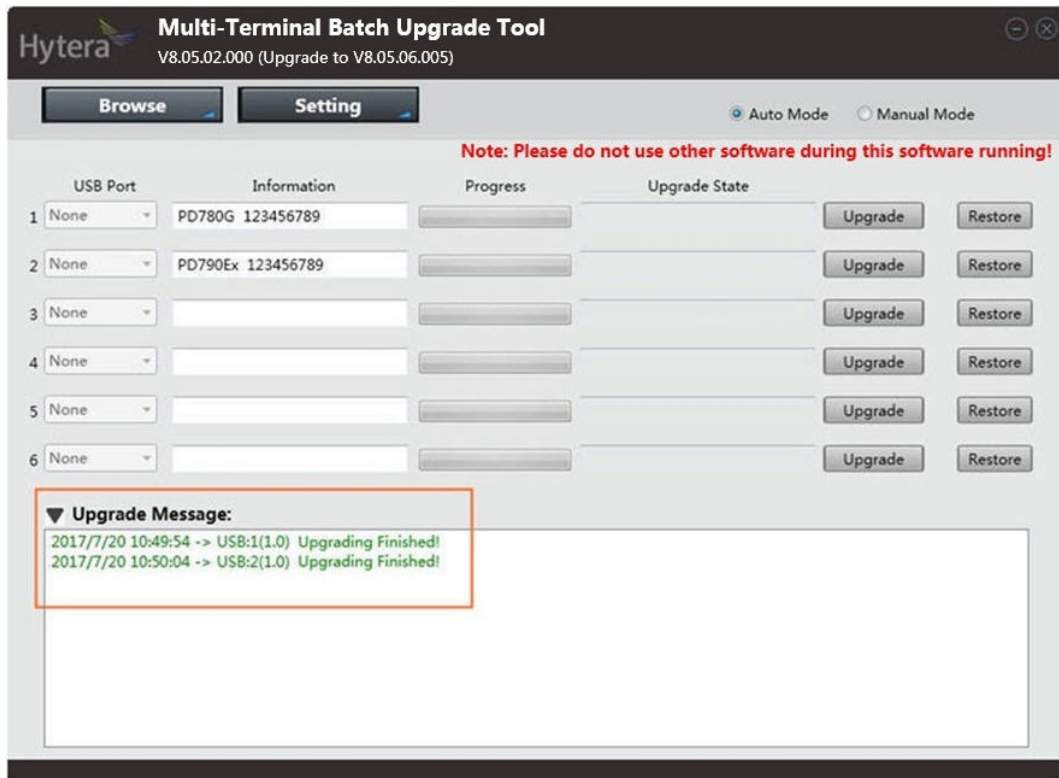 Hytera
Multi-Terminal Batch Upgrade Tool
V8.05.02.000 (Upgrade to V8.05.06.005)
Browse Setting Auto Mode Manual Mode
Note: Please do not use other software during this software running!
USB Port Information Progress Upgrade State
1 None PD780G 123456789 Upgrade Restore
2 None PD790Ex 123456789 Upgrade Restore
3 None Upgrade Restore
4 None Upgrade Restore
5 None Upgrade Restore
6 None Upgrade Restore
Upgrade Message:
2017/7/20 10:49:54 -> USB:1(1.0) Upgrading Finished!
2017/7/20 10:50:04 -> USB:2(1.0) Upgrading Finished!